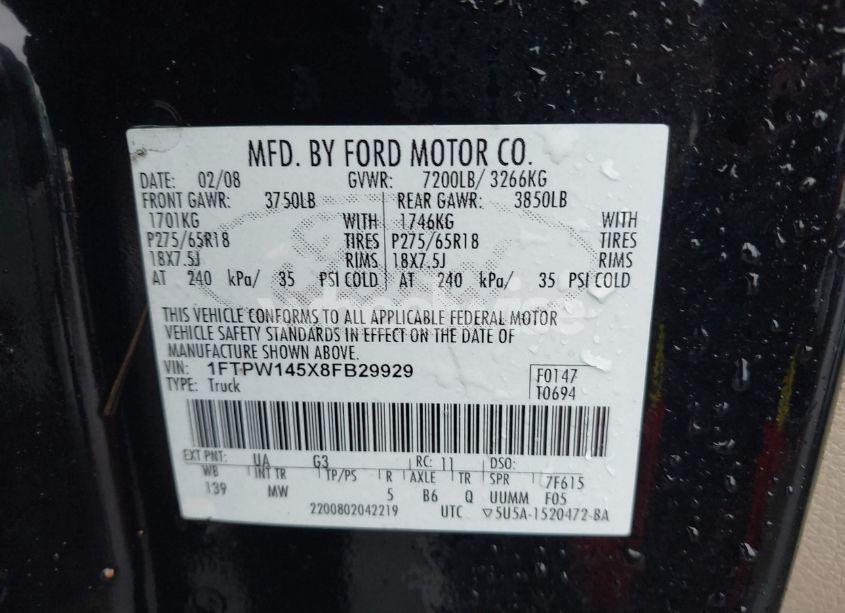 MFD. BY FORD MOTOR CO.
DATE: 02/08 GVWR: 7200LB/ 3266KG
FRONT GAWR: 3750LB REAR GAWR: 3850LB
1701KG WITH 1746KG WITH
P275/65R18 TIRES P275/65R18 TIRES
18X7.5J RIMS 18X7.5J RIMS
AT 240 kPa/ 35 PSI COLD AT 240 kPa/ 35 PSI COLD
THIS VEHICLE CONFORMS TO ALL APPLICABLE FEDERAL MOTOR
VEHICLE SAFETY STANDARDS IN EFFECT ON THE DATE OF
MANUFACTURE SHOWN ABOVE.
VIN: 1FTPW145X8FB29929 F0147
TYPE: Truck T0694
EXT PNT: UA G3 RC: 11 DSO:
WB INT TR TP/PS R AXLE TR SPR 7F615
139 MW 5 B6 Q UUMM F05
2200802042219 UTC ▽5U5A-1520472-BA